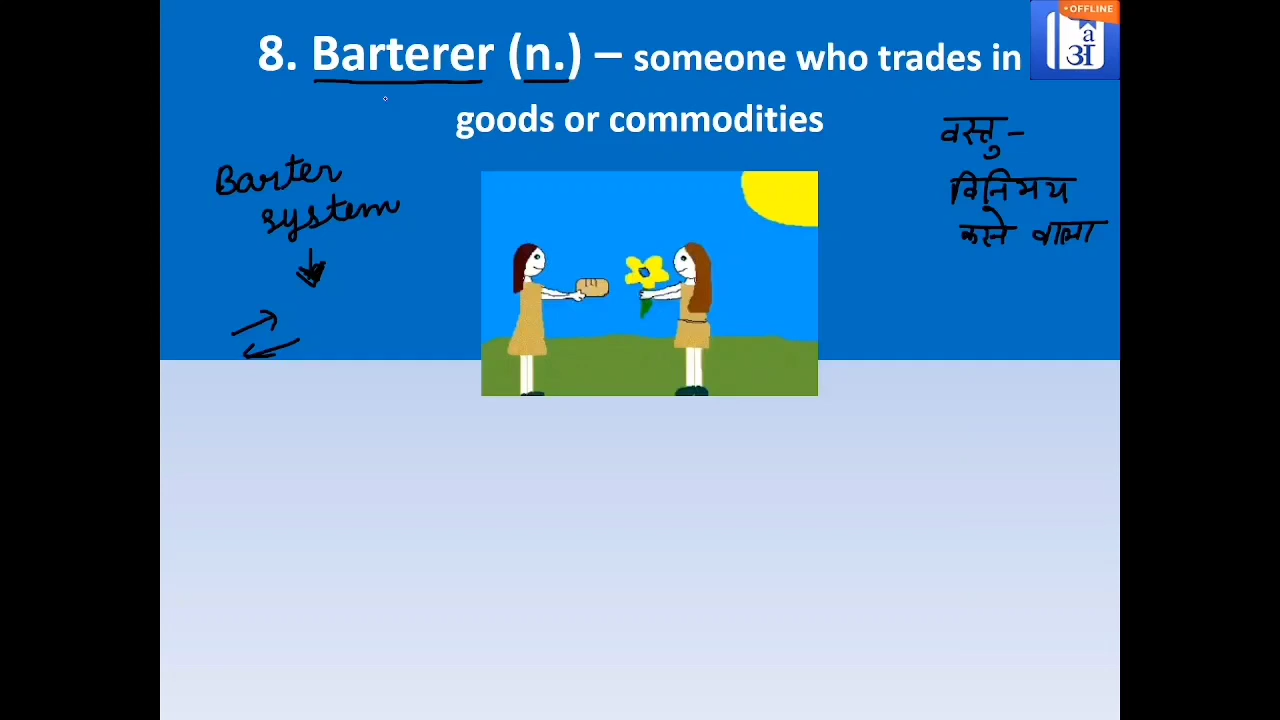 •OFFLINE
a
अ
8. Barterer (n.) – someone who trades in
goods or commodities
वस्तु –
विनिमय
करने वाला
Barter
system